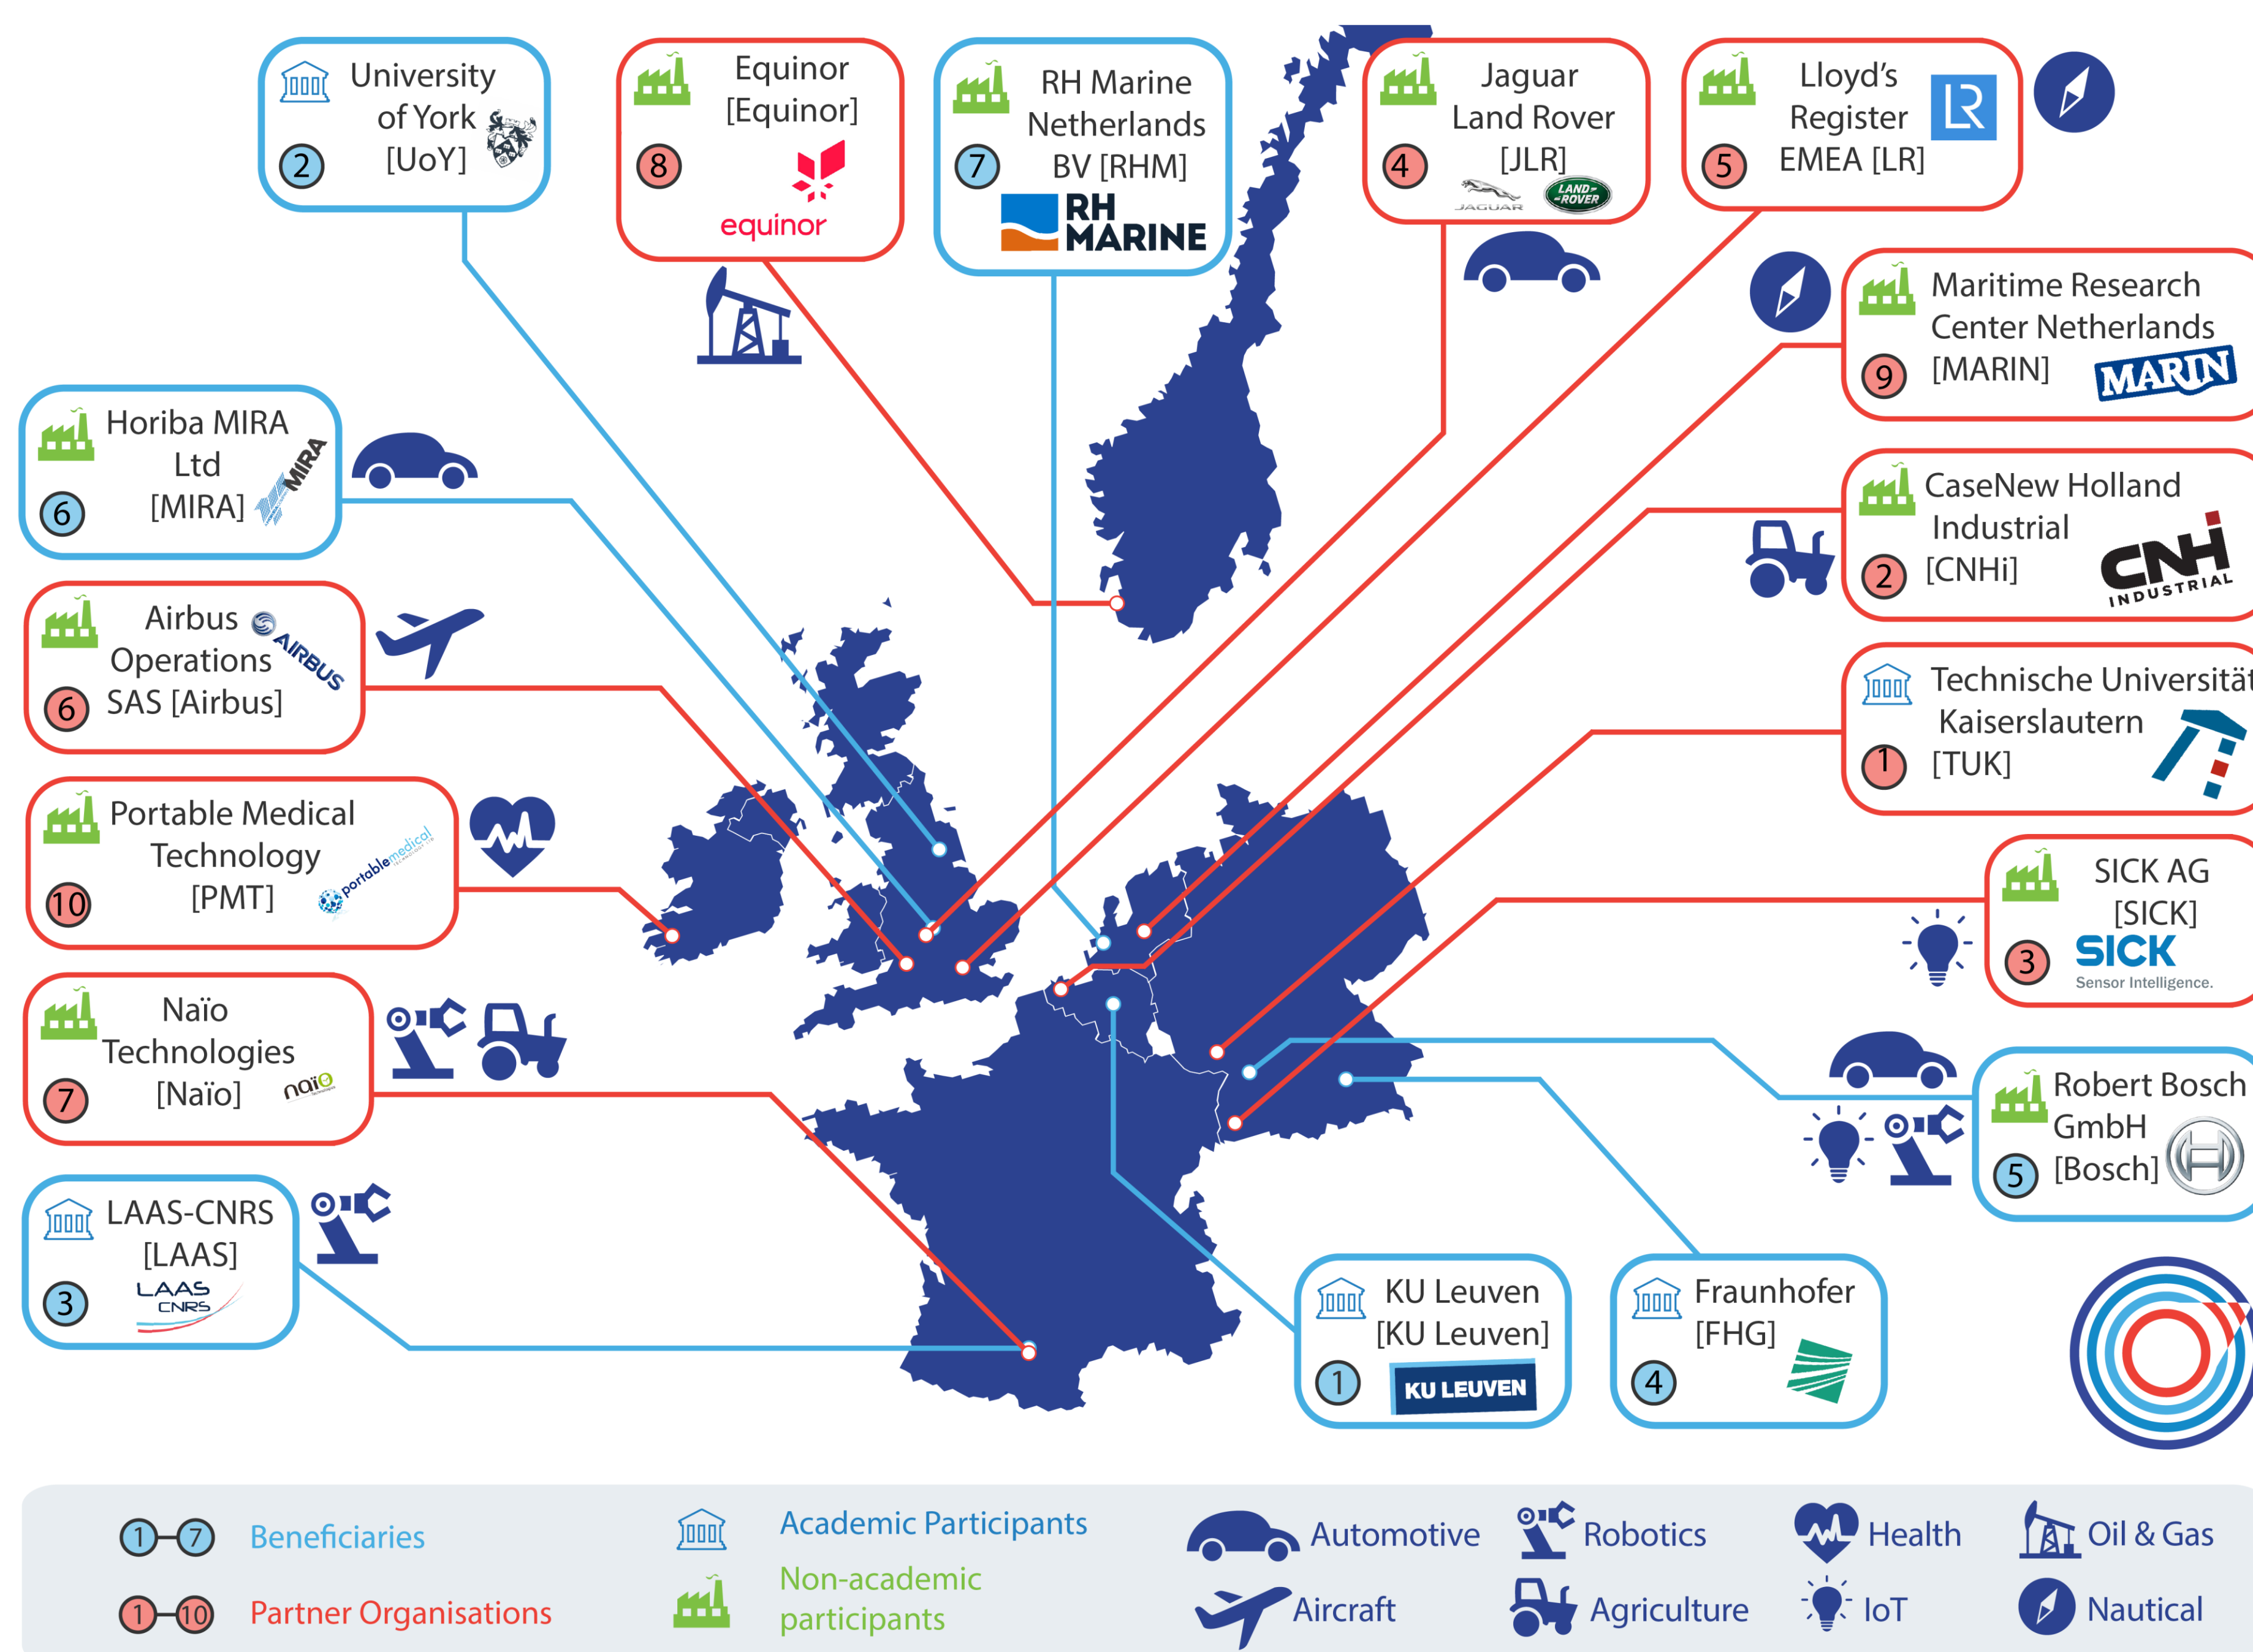 University
of York
[UoY]
2
Equinor
[Equinor]
8
equinor
RH Marine
Netherlands
BV [RHM]
7
RH
MARINE
Jaguar
Land Rover
[JLR]
4
JAGUAR
LAND-
-ROVER
Lloyd's
Register
EMEA [LR]
5
LR
Maritime Research
Center Netherlands
[MARIN]
9
MARIN
Horiba MIRA
Ltd
[MIRA]
6
MIRA
CaseNew Holland
Industrial
[CNHi]
2
CNHi
INDUSTRIAL
Airbus
Operations
SAS [Airbus]
6
AIRBUS
Technische Universität
Kaiserslautern
[TUK]
1
Portable Medical
Technology
[PMT]
10
portablemedical
TECHNOLOGY LTD
SICK AG
[SICK]
3
SICK
Sensor Intelligence.
Naïo
Technologies
[Naïo]
7
naïo
Robert Bosch
GmbH
[Bosch]
5
LAAS-CNRS
[LAAS]
3
LAAS
CNRS
KU Leuven
[KU Leuven]
1
KU LEUVEN
Fraunhofer
[FHG]
4
1 7 Beneficiaries
1 10 Partner Organisations
Academic Participants
Non-academic
participants
Automotive
Robotics
Health
Oil & Gas
Aircraft
Agriculture
IoT
Nautical